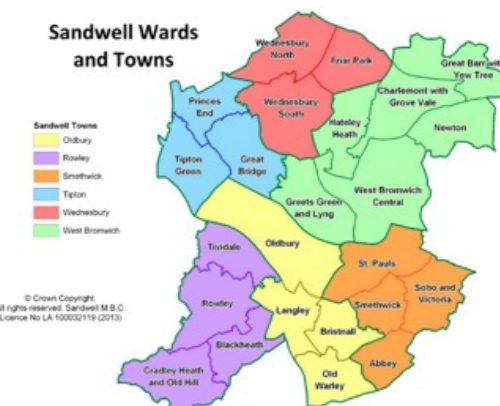 Sandwell Wards
and Towns
Wednesbury
North
Friar Park
Great Barr with
Yew Tree
Princes
End
Wednesbury
South
Charlemont with
Grove Vale
Hateley
Heath
Newton
Sandwell Towns
Oldbury
Rowley
Smethwick
Tipton
Wednesbury
West Bromwich
Tipton
Green
Great
Bridge
Greets Green
and Lyng
West Bromwich
Central
Tividale
Oldbury
St. Pauls
Soho and
Victoria
© Crown Copyright.
All rights reserved. Sandwell M.B.C.
Licence No LA 100032119 (2013)
Rowley
Langley
Smethwick
Bristnall
Blackheath
Abbey
Cradley Heath
and Old Hill
Old
Warley